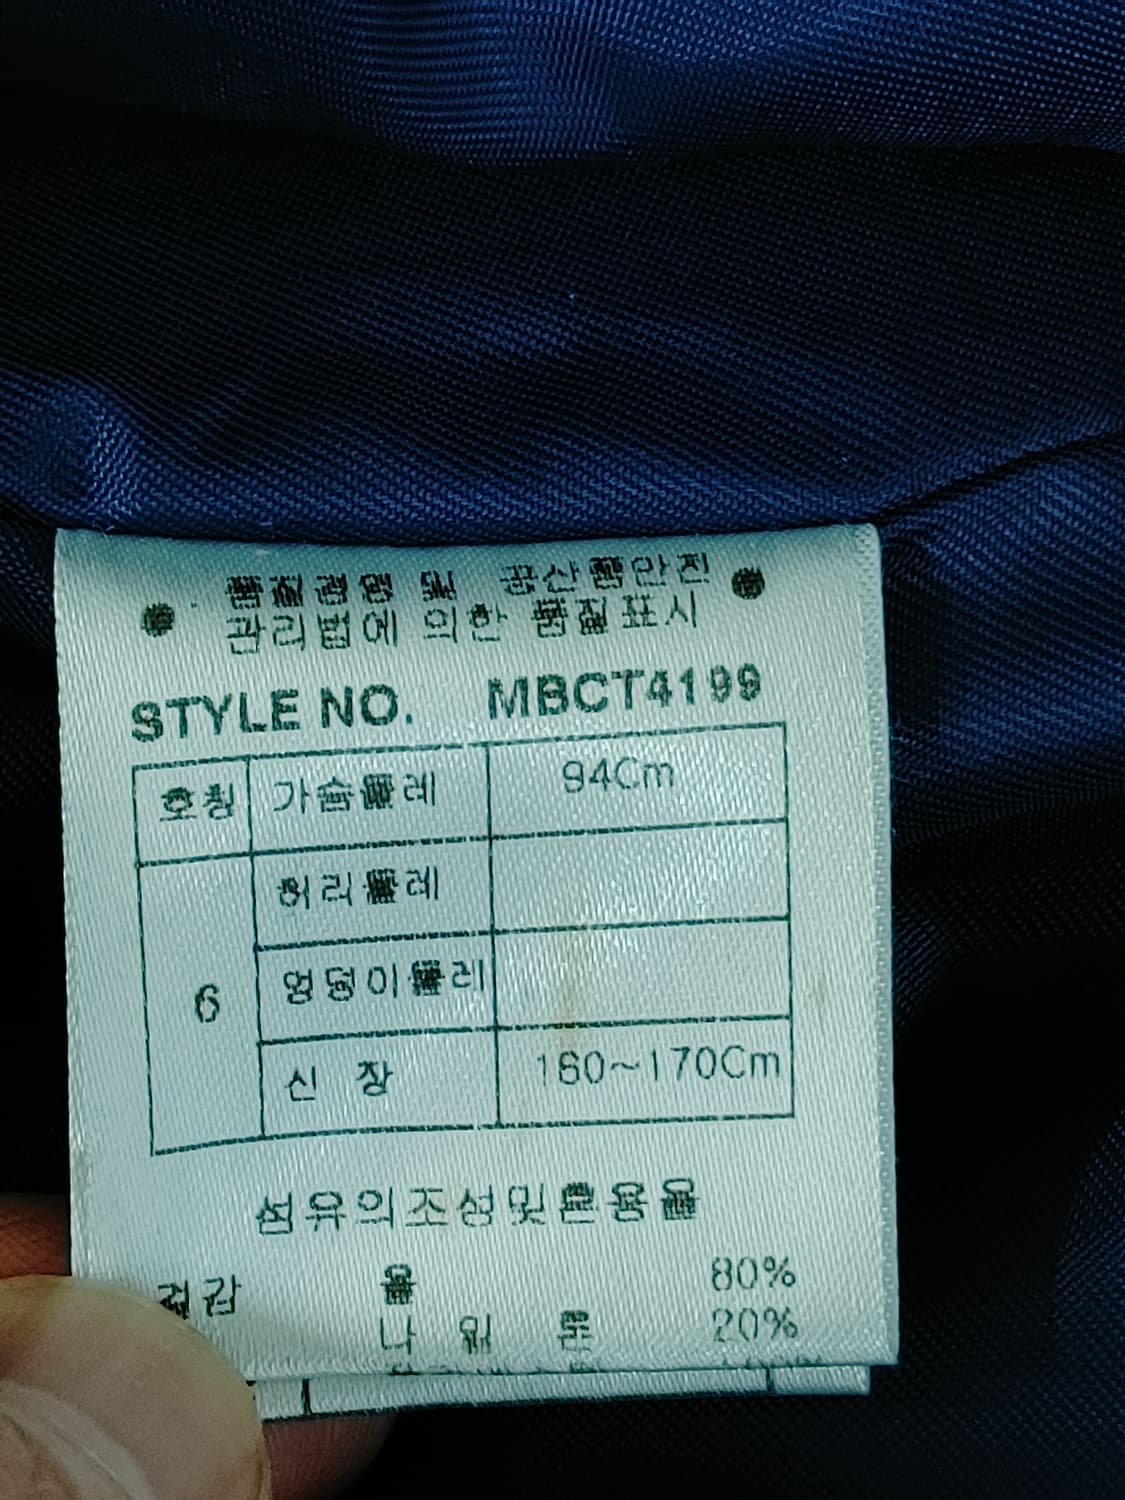 품질경영 및 공산품안전
관리법에 의한 품질표시
STYLE NO. MBCT4199
호칭 가슴둘레 94Cm
허리둘레
6 엉덩이둘레
신 장 160~170Cm
섬유의조성및혼용율
겉감 울 80%
나 일 론 20%